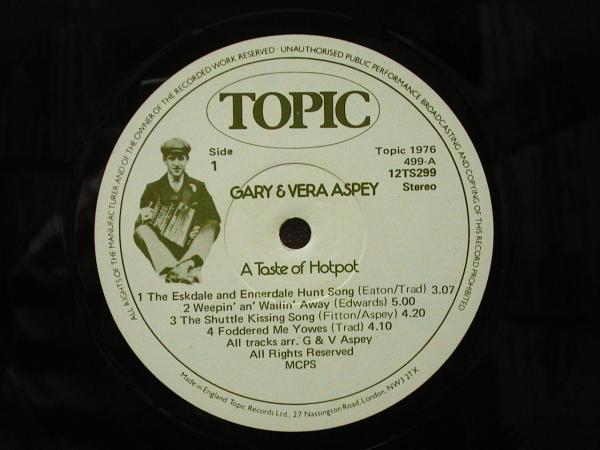 ALL RIGHTS OF THE MANUFACTURER AND OF THE OWNER OF THE RECORDED WORK RESERVED · UNAUTHORISED PUBLIC PERFORMANCE BROADCASTING AND COPYING OF THIS RECORD PROHIBITED
TOPIC
Side
1
Topic 1976
499-A
12TS299
Stereo
GARY & VERA ASPEY
A Taste of Hotpot
1 The Eskdale and Ennerdale Hunt Song (Eaton/Trad) 3.07
2 Weepin' an' Wailin' Away (Edwards) 5.00
3 The Shuttle Kissing Song (Fitton/Aspey) 4.20
4 Foddered Me Yowes (Trad) 4.10
All tracks arr. G & V Aspey
All Rights Reserved
MCPS
Made in England Topic Records Ltd., 27 Nassington Road, London, NW3 2TX